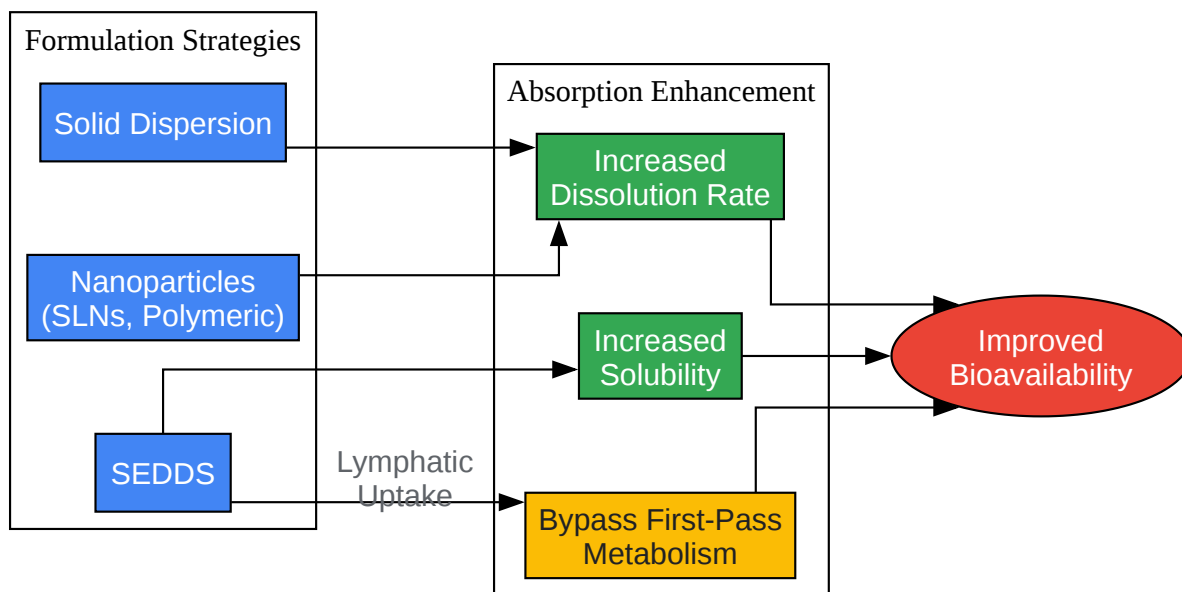 Formulation Strategies
Solid Dispersion
Nanoparticles
(SLNs, Polymeric)
SEDDS
Lymphatic
Uptake
Absorption Enhancement
Increased
Dissolution Rate
Increased
Solubility
Bypass First-Pass
Metabolism
Improved
Bioavailability